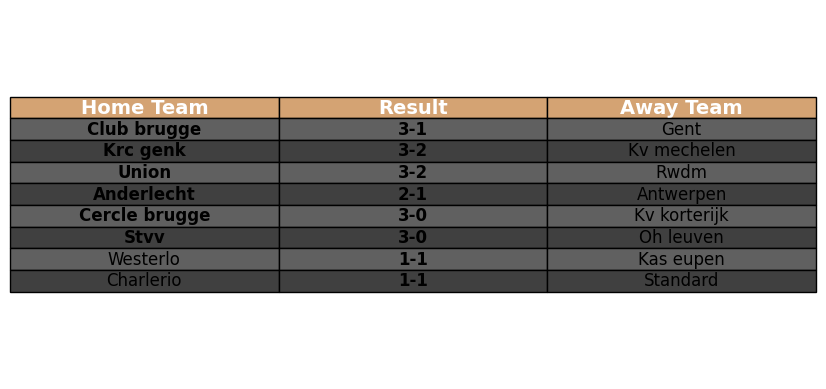 Home Team Result Away Team
Club brugge 3-1 Gent
Krc genk 3-2 Kv mechelen
Union 3-2 Rwdm
Anderlecht 2-1 Antwerpen
Cercle brugge 3-0 Kv korterijk
Stvv 3-0 Oh leuven
Westerlo 1-1 Kas eupen
Charlerio 1-1 Standard